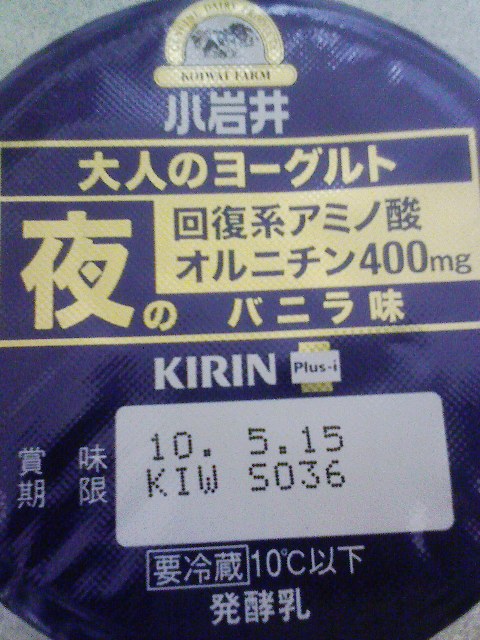 KOIWAI FARM
小岩井
大人のヨーグルト
夜の
回復系アミノ酸
オルニチン400mg
バニラ味
KIRIN Plus-i
賞味期限
10. 5.15
KIW S036
要冷蔵10℃以下
発酵乳